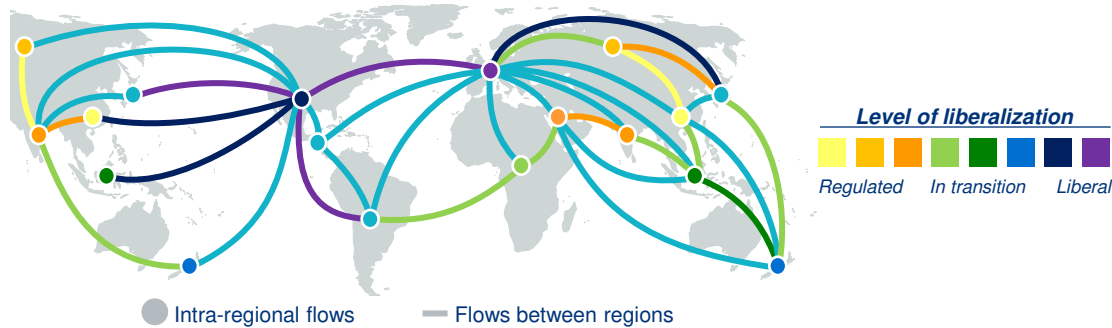 Level of liberalization
Regulated In transition Liberal
Intra-regional flows Flows between regions